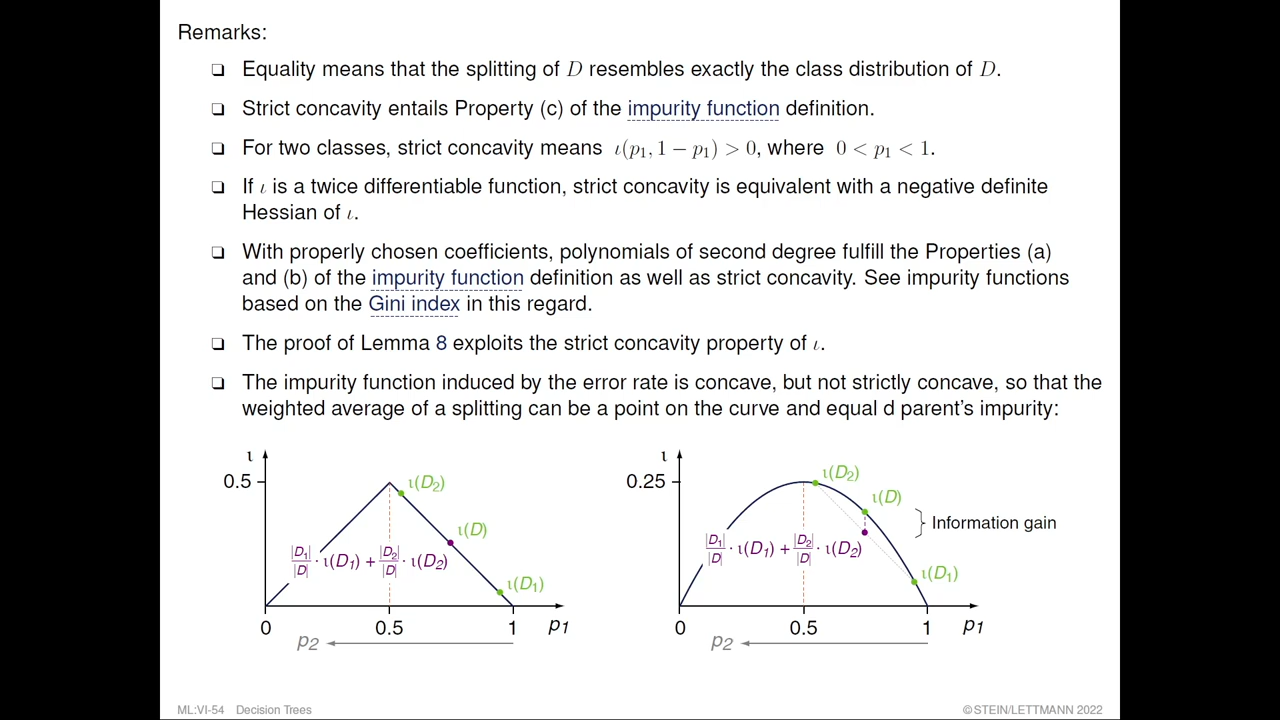 Remarks:
❑ Equality means that the splitting of D resembles exactly the class distribution of D.
❑ Strict concavity entails Property (c) of the impurity function definition.
❑ For two classes, strict concavity means ι(p₁, 1 − p₁) > 0, where 0 < p₁ < 1.
❑ If ι is a twice differentiable function, strict concavity is equivalent with a negative definite
Hessian of ι.
❑ With properly chosen coefficients, polynomials of second degree fulfill the Properties (a)
and (b) of the impurity function definition as well as strict concavity. See impurity functions
based on the Gini index in this regard.
❑ The proof of Lemma 8 exploits the strict concavity property of ι.
❑ The impurity function induced by the error rate is concave, but not strictly concave, so that the
weighted average of a splitting can be a point on the curve and equal d parent's impurity:
ι
0.5
ι(D₂)
ι(D)
|D₁|/|D| · ι(D₁) + |D₂|/|D| · ι(D₂)
ι(D₁)
0 0.5 1 p₁
p₂
ι
0.25
ι(D₂)
ι(D)
Information gain
|D₁|/|D| · ι(D₁) + |D₂|/|D| · ι(D₂)
ι(D₁)
0 0.5 1 p₁
p₂
ML:VI-54 Decision Trees
©STEIN/LETTMANN 2022